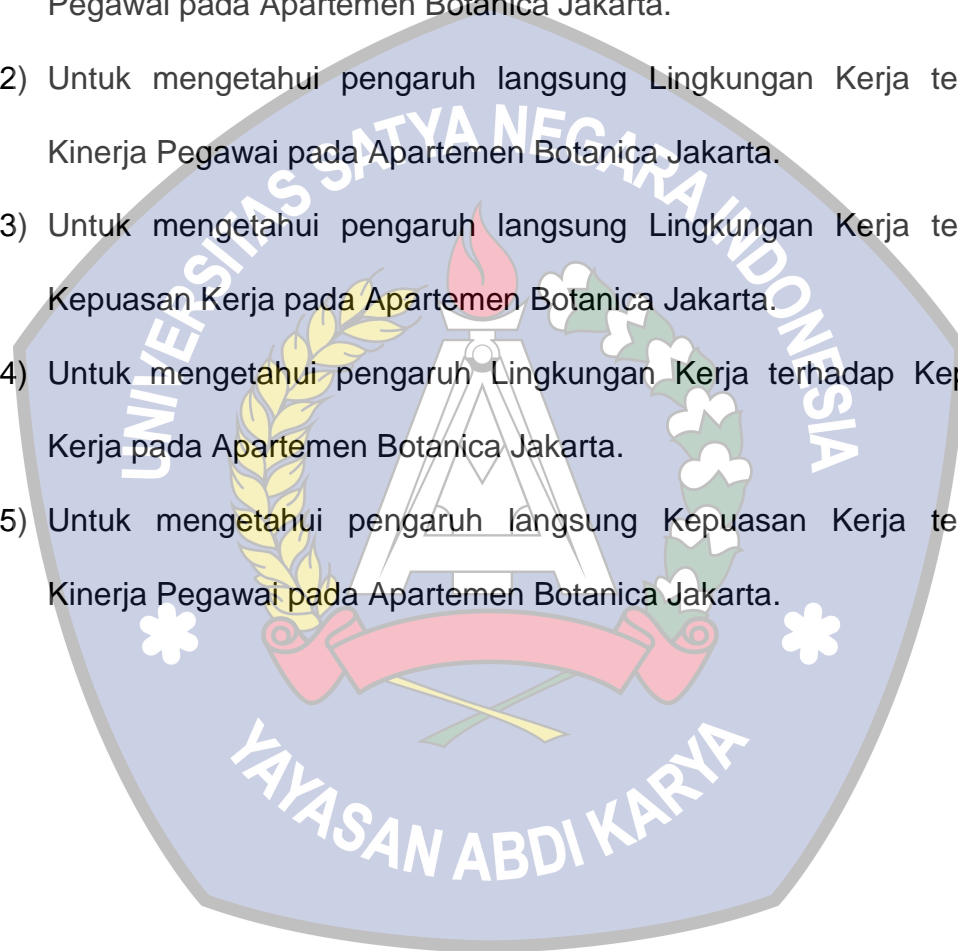 Pegawai pada Apartemen Botanica Jakarta.
2) Untuk mengetahui pengaruh langsung Lingkungan Kerja te
Kinerja Pegawai pada Apartemen Botanica Jakarta.
3) Untuk mengetahui pengaruh langsung Lingkungan Kerja te
Kepuasan Kerja pada Apartemen Botanica Jakarta.
4) Untuk mengetahui pengaruh Lingkungan Kerja terhadap Kep
Kerja pada Apartemen Botanica Jakarta.
5) Untuk mengetahui pengaruh langsung Kepuasan Kerja te
Kinerja Pegawai pada Apartemen Botanica Jakarta.
UNIVERSITAS SATYA NEGARA INDONESIA
YAYASAN ABDI KARYA